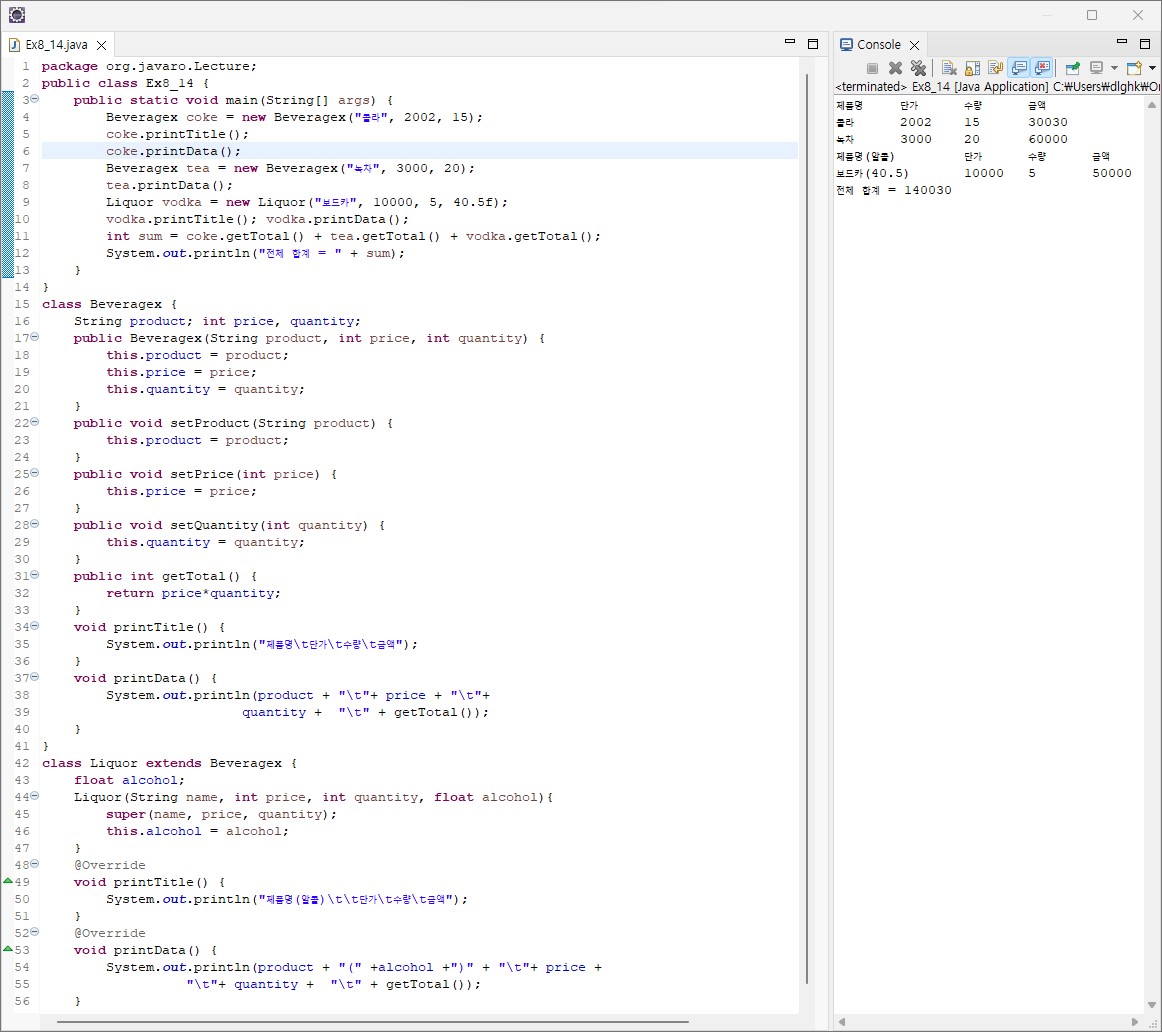 Ex8_14.java
1 package org.javaro.Lecture;
2 public class Ex8_14 {
3 public static void main(String[] args) {
4 Beveragex coke = new Beveragex("콜라", 2002, 15);
5 coke.printTitle();
6 coke.printData();
7 Beveragex tea = new Beveragex("녹차", 3000, 20);
8 tea.printData();
9 Liquor vodka = new Liquor("보드카", 10000, 5, 40.5f);
10 vodka.printTitle(); vodka.printData();
11 int sum = coke.getTotal() + tea.getTotal() + vodka.getTotal();
12 System.out.println("전체 합계 = " + sum);
13 }
14 }
15 class Beveragex {
16 String product; int price, quantity;
17 public Beveragex(String product, int price, int quantity) {
18 this.product = product;
19 this.price = price;
20 this.quantity = quantity;
21 }
22 public void setProduct(String product) {
23 this.product = product;
24 }
25 public void setPrice(int price) {
26 this.price = price;
27 }
28 public void setQuantity(int quantity) {
29 this.quantity = quantity;
30 }
31 public int getTotal() {
32 return price*quantity;
33 }
34 void printTitle() {
35 System.out.println("제품명\t단가\t수량\t금액");
36 }
37 void printData() {
38 System.out.println(product + "\t"+ price + "\t"+
39 quantity +  "\t" + getTotal());
40 }
41 }
42 class Liquor extends Beveragex {
43 float alcohol;
44 Liquor(String name, int price, int quantity, float alcohol){
45 super(name, price, quantity);
46 this.alcohol = alcohol;
47 }
48 @Override
49 void printTitle() {
50 System.out.println("제품명(알콜)\t\t단가\t수량\t금액");
51 }
52 @Override
53 void printData() {
54 System.out.println(product + "(" +alcohol +")" + "\t"+ price +
55 "\t"+ quantity +  "\t" + getTotal());
56 }
Console
<terminated> Ex8_14 [Java Application] C:₩Users₩dlghk₩Or
제품명 단가 수량 금액
콜라 2002 15 30030
녹차 3000 20 60000
제품명(알콜) 단가 수량 금액
보드카(40.5) 10000 5 50000
전체 합계 = 140030